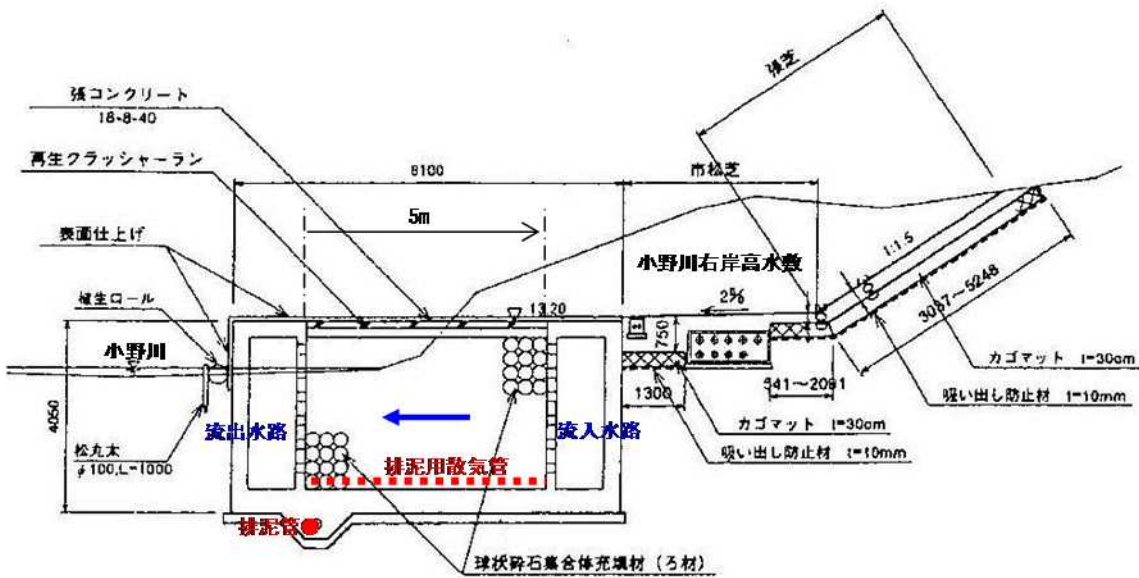 張芝
張コンクリート
18-8-40
再生クラッシャーラン
8100
市松芝
5m
表面仕上げ
小野川右岸高水敷
1:1.5
植生ロール
13.20
2%
3087～5248
小野川
750
カゴマット t=30cm
4050
1300
541～2091
吸い出し防止材 t=10mm
流出水路
流入水路
カゴマット t=30cm
松丸太
φ100,L=1000
排泥用散気管
吸い出し防止材 t=10mm
排泥管
球状砕石集合体充填材（ろ材）